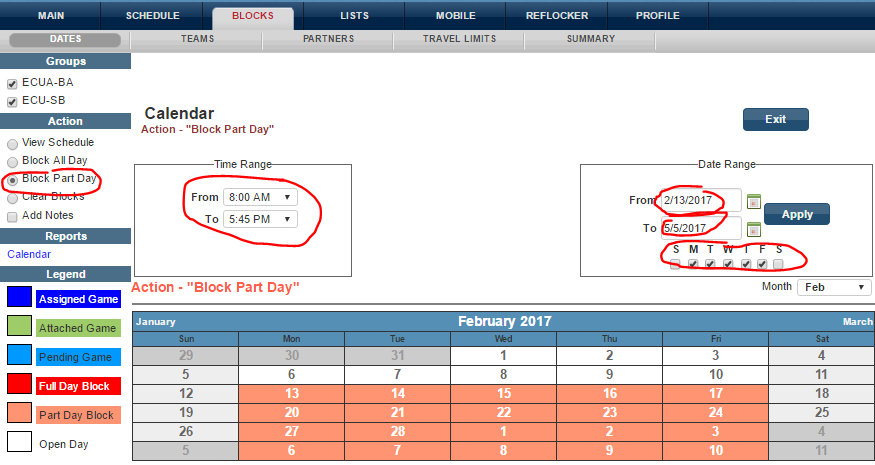 MAIN SCHEDULE BLOCKS LISTS MOBILE REFLOCKER PROFILE
DATES TEAMS PARTNERS TRAVEL LIMITS SUMMARY
Groups
ECUA-BA
ECU-SB
Action
View Schedule
Block All Day
Block Part Day
Clear Blocks
Add Notes
Reports
Calendar
Legend
Assigned Game
Attached Game
Pending Game
Full Day Block
Part Day Block
Open Day
Calendar
Action - "Block Part Day"
Exit
Time Range
From 8:00 AM
To 5:45 PM
Date Range
From 2/13/2017
To 5/5/2017
Apply
S M T W T F S
Action - "Block Part Day"
Month Feb
January February 2017 March
Sun Mon Tue Wed Thu Fri Sat
29 30 31 1 2 3 4
5 6 7 8 9 10 11
12 13 14 15 16 17 18
19 20 21 22 23 24 25
26 27 28 1 2 3 4
5 6 7 8 9 10 11